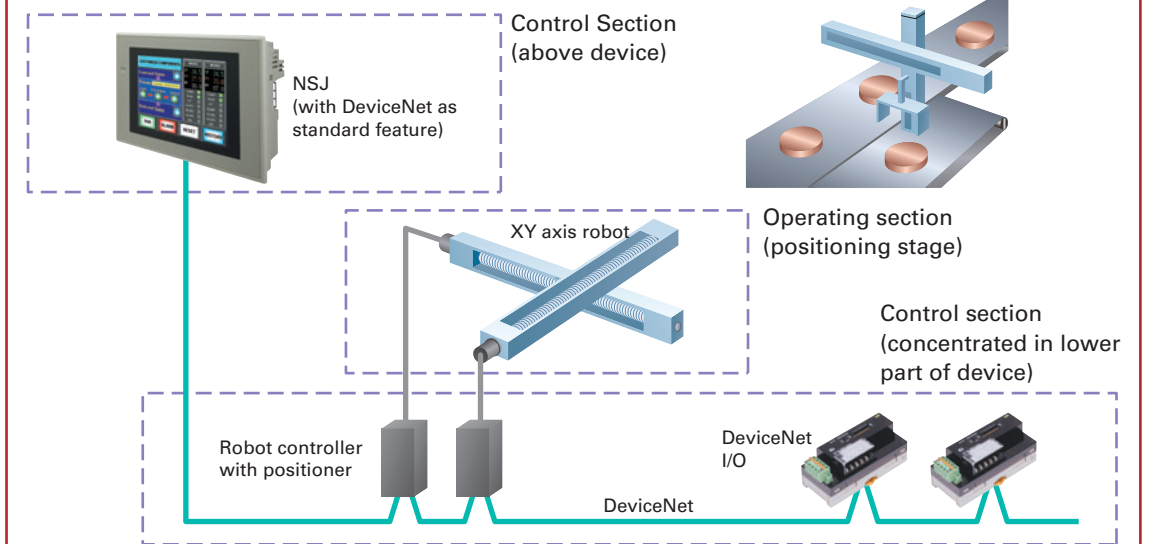 Control Section
(above device)
NSJ
(with DeviceNet as
standard feature)
RESET
XY axis robot
Operating section
(positioning stage)
Control section
(concentrated in lower
part of device)
Robot controller
with positioner
DeviceNet
I/O
DeviceNet